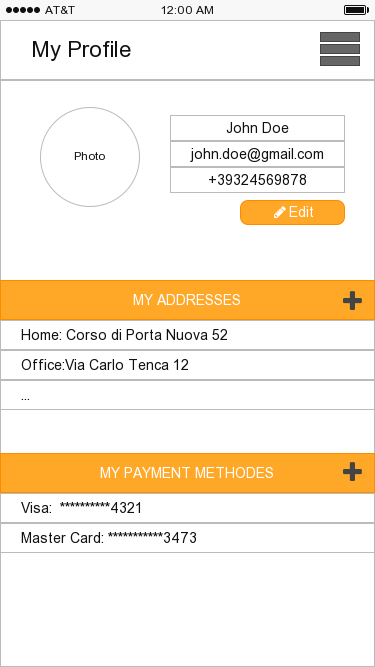 AT&T 12:00 AM
My Profile
Photo
John Doe
john.doe@gmail.com
+39324569878
Edit
MY ADDRESSES
Home: Corso di Porta Nuova 52
Office:Via Carlo Tenca 12
...
MY PAYMENT METHODES
Visa: **********4321
Master Card: ***********3473